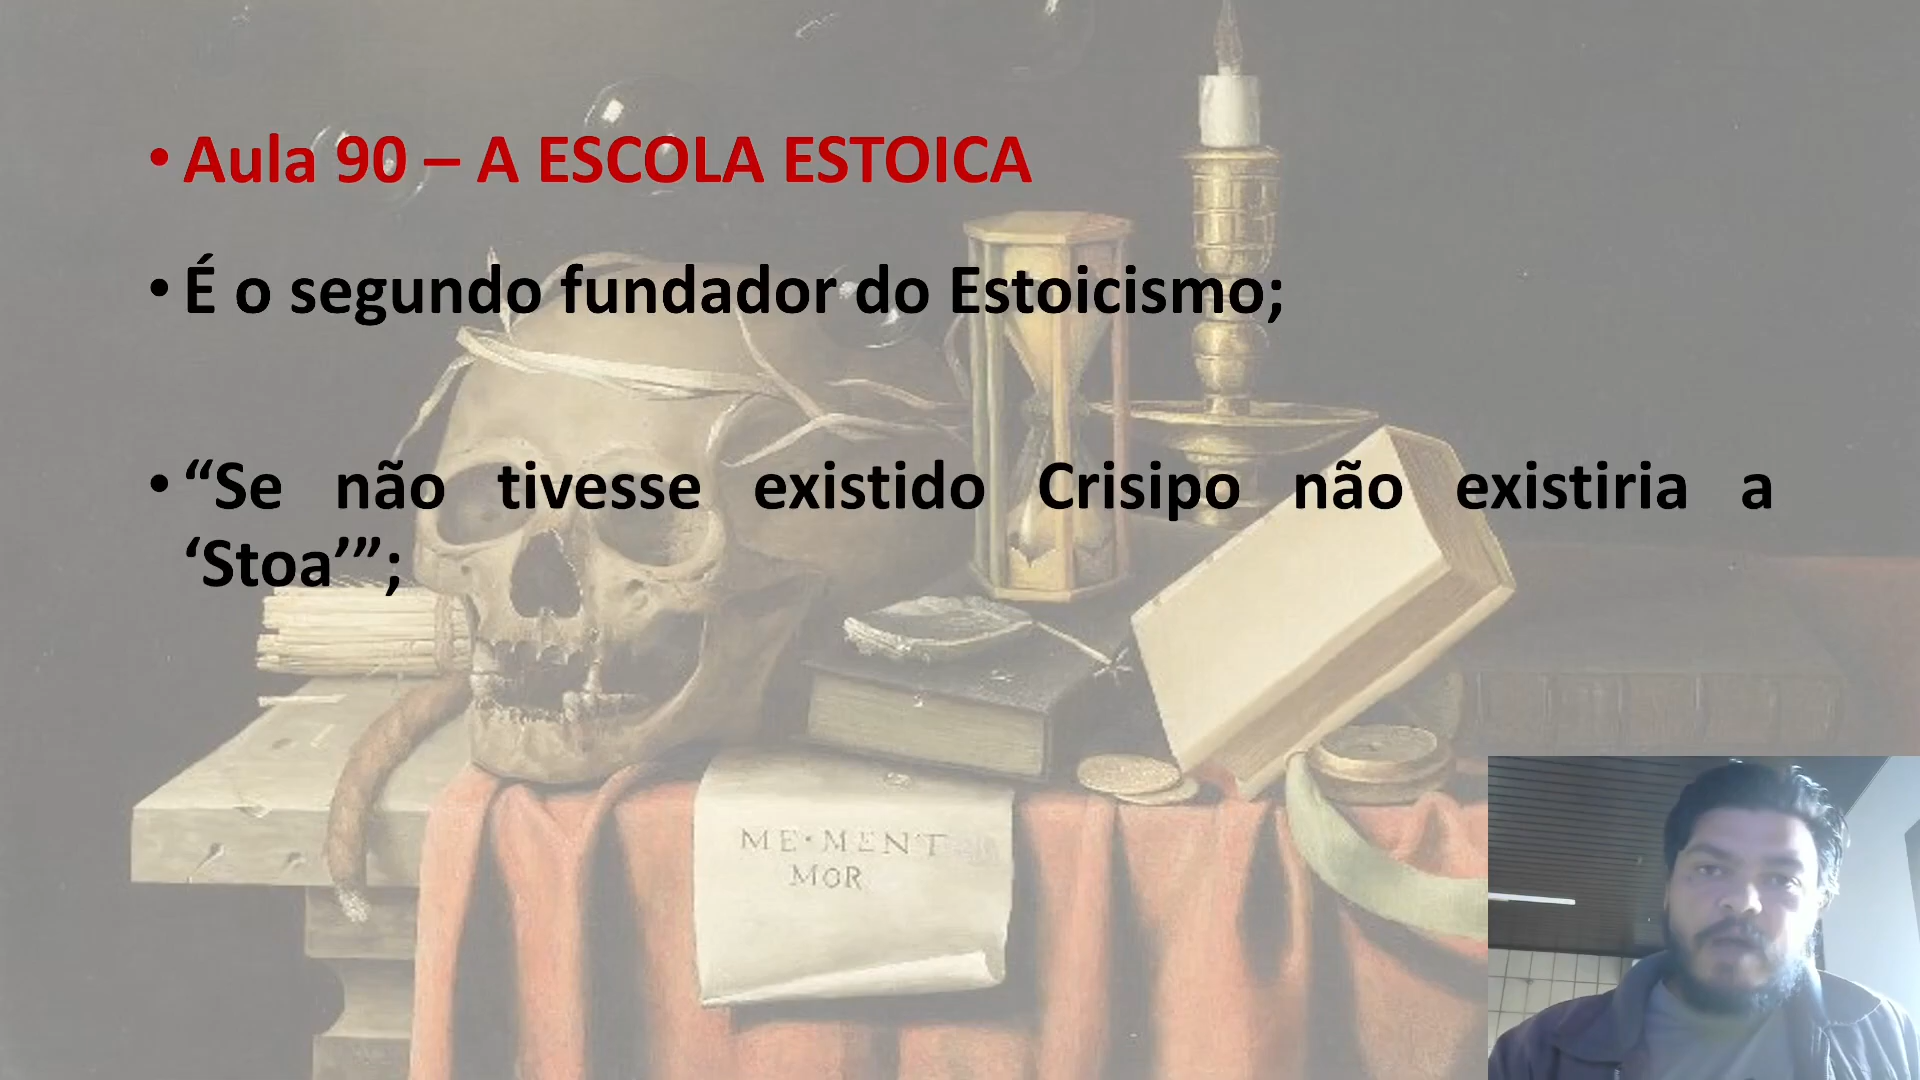 • Aula 90 – A ESCOLA ESTOICA
• É o segundo fundador do Estoicismo;
• “Se não tivesse existido Crisipo não existiria a
‘Stoa’”;
ME·MENT
MOR